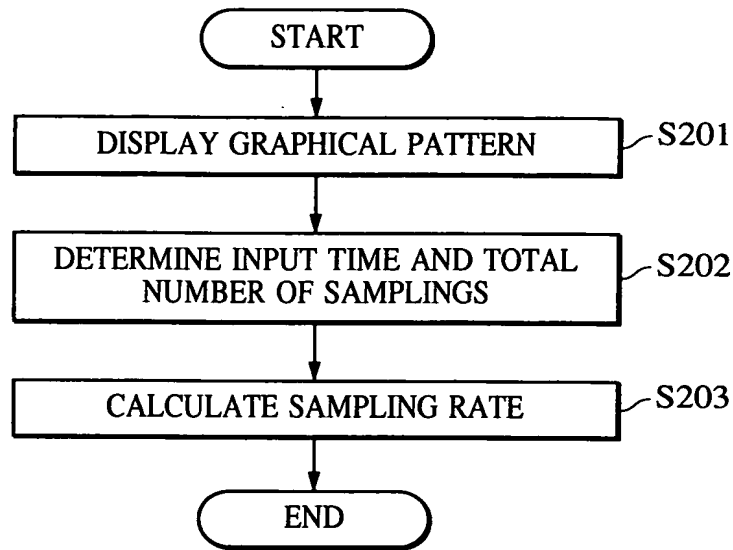 START
DISPLAY GRAPHICAL PATTERN
S201
DETERMINE INPUT TIME AND TOTAL
NUMBER OF SAMPLINGS
S202
CALCULATE SAMPLING RATE
S203
END